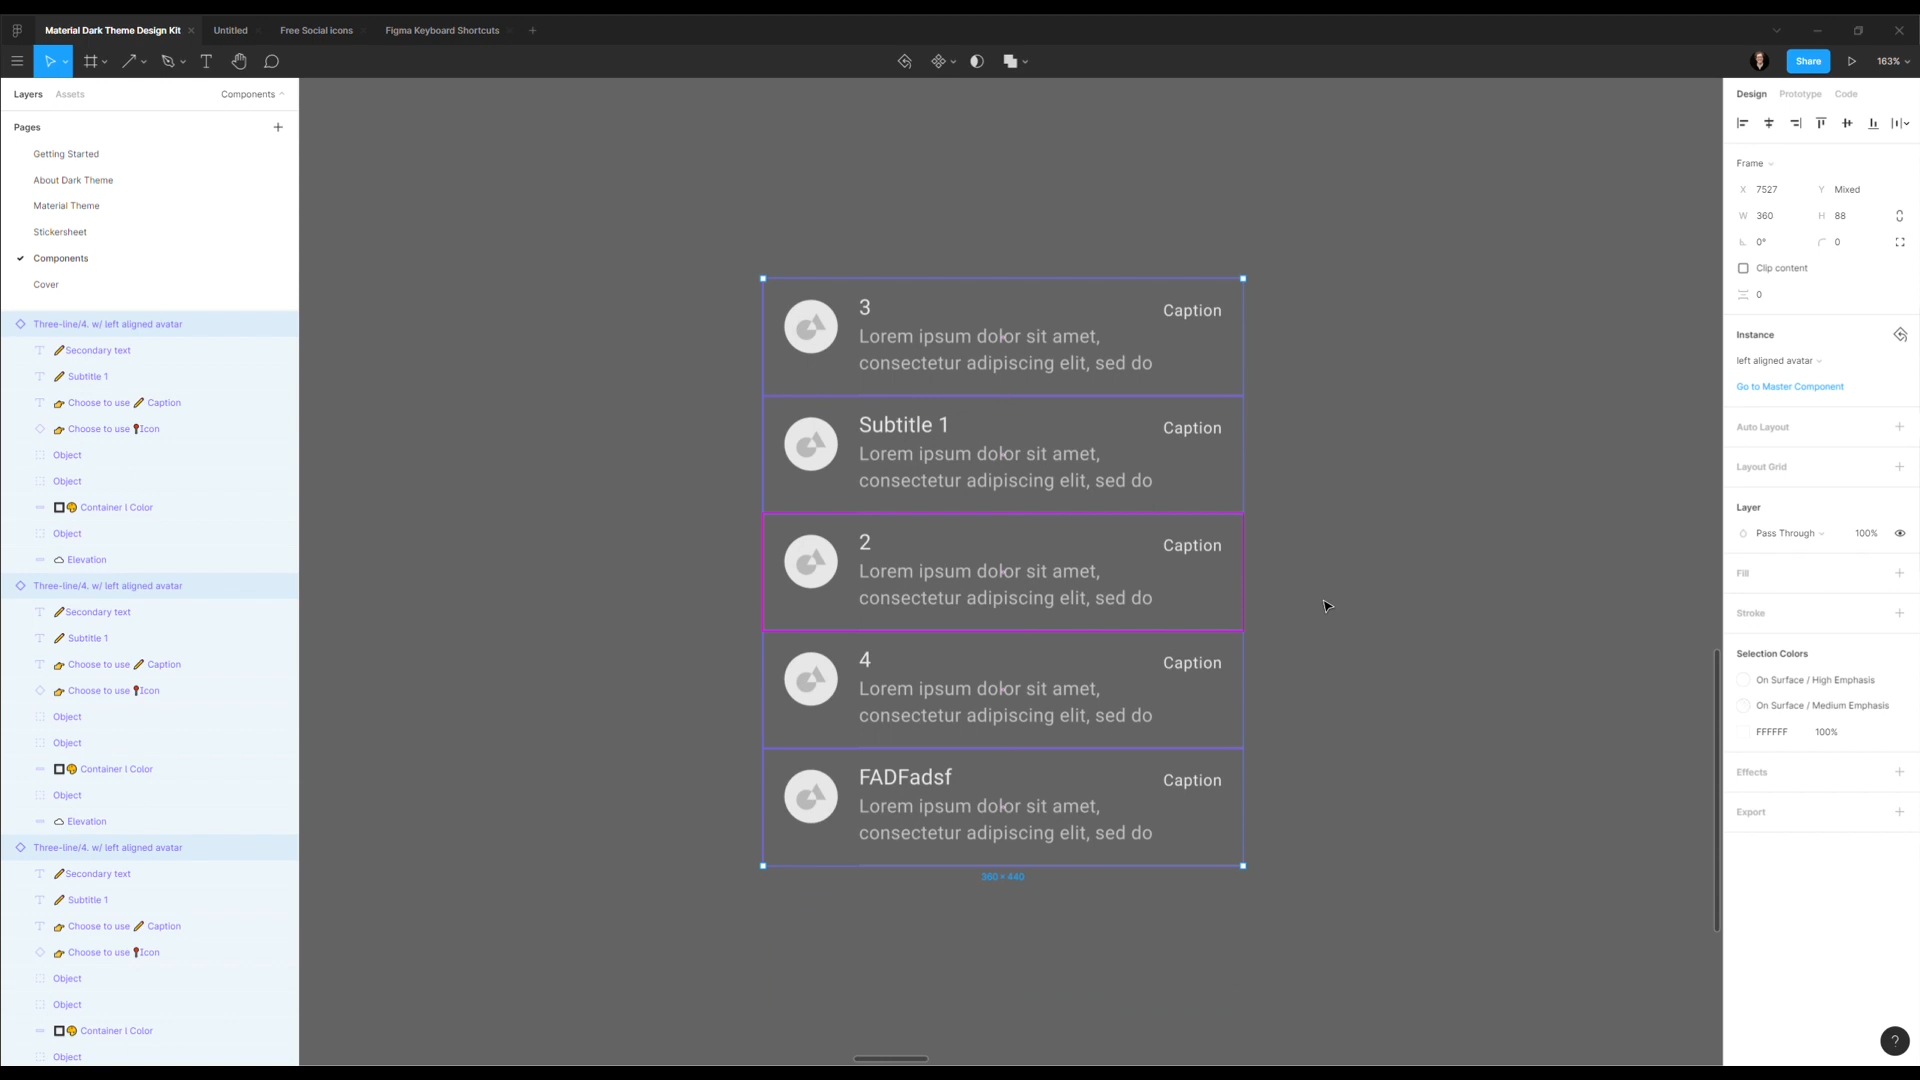 Material Dark Theme Design Kit
Untitled
Free Social icons
Figma Keyboard Shortcuts
Share
163%
Layers
Assets
Components
Pages
Getting Started
About Dark Theme
Material Theme
Stickersheet
Components
Cover
Three-line/4. w/ left aligned avatar
Secondary text
Subtitle 1
Choose to use Caption
Choose to use Icon
Object
Object
Container l Color
Object
Elevation
Three-line/4. w/ left aligned avatar
Secondary text
Subtitle 1
Choose to use Caption
Choose to use Icon
Object
Object
Container l Color
Object
Elevation
Three-line/4. w/ left aligned avatar
Secondary text
Subtitle 1
Choose to use Caption
Choose to use Icon
Object
Object
Container l Color
Object
3
Caption
Lorem ipsum dolor sit amet,
consectetur adipiscing elit, sed do
Subtitle 1
Caption
Lorem ipsum dolor sit amet,
consectetur adipiscing elit, sed do
2
Caption
Lorem ipsum dolor sit amet,
consectetur adipiscing elit, sed do
4
Caption
Lorem ipsum dolor sit amet,
consectetur adipiscing elit, sed do
FADFadsf
Caption
Lorem ipsum dolor sit amet,
consectetur adipiscing elit, sed do
360 × 440
Design
Prototype
Code
Frame
X 7527 Y Mixed
W 360 H 88
0° 0
Clip content
0
Instance
left aligned avatar
Go to Master Component
Auto Layout
Layout Grid
Layer
Pass Through 100%
Fill
Stroke
Selection Colors
On Surface / High Emphasis
On Surface / Medium Emphasis
FFFFFF 100%
Effects
Export
?